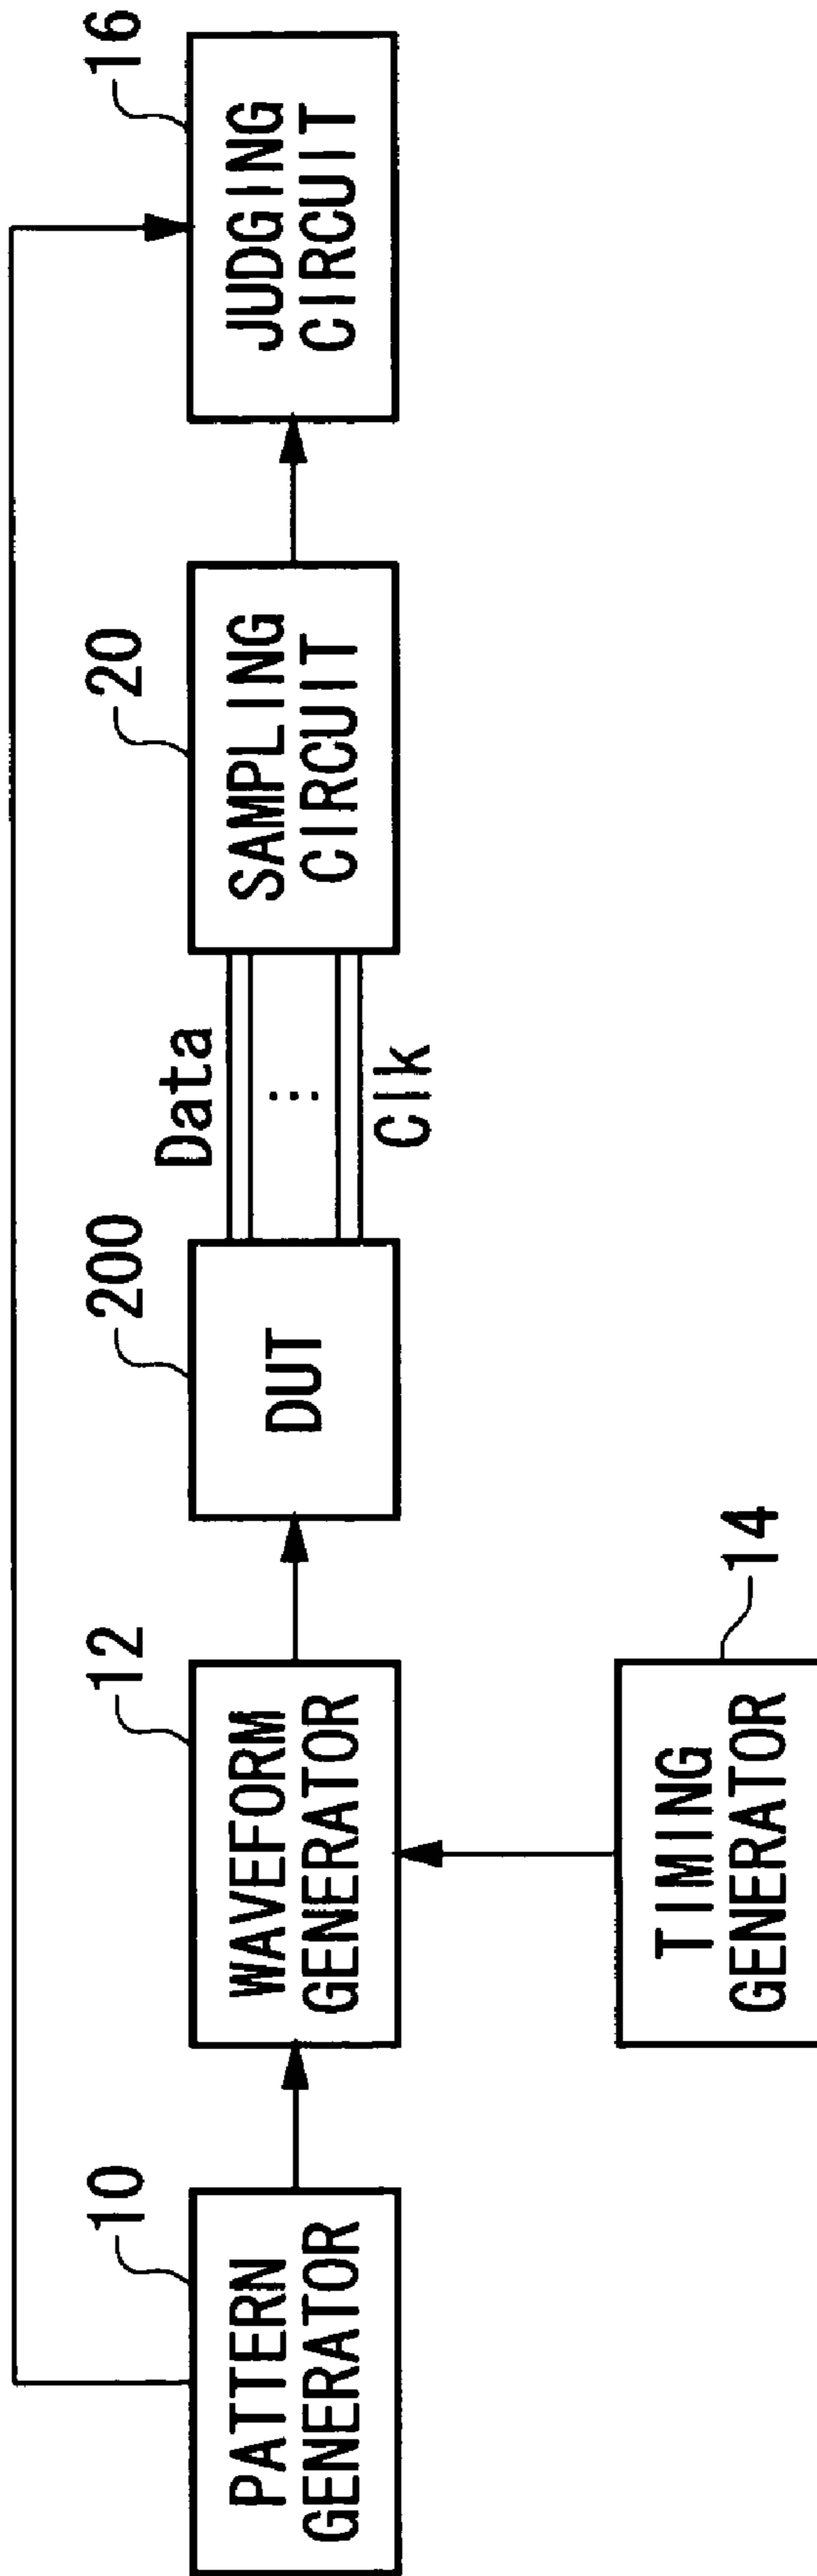 10
PATTERN
GENERATOR
12
WAVEFORM
GENERATOR
14
TIMING
GENERATOR
200
DUT
Data
⋮
Clk
20
SAMPLING
CIRCUIT
16
JUDGING
CIRCUIT